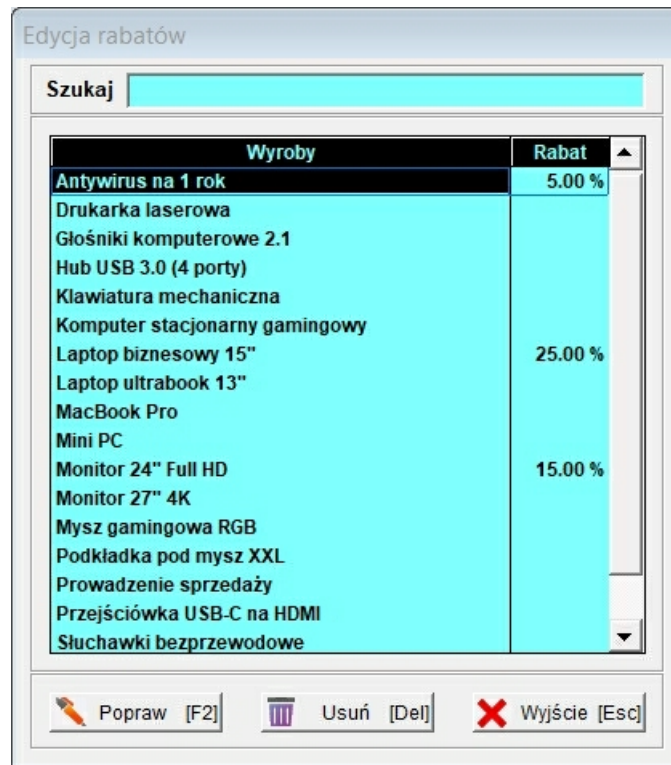 Edycja rabatów
Szukaj
Wyroby Rabat
Antywirus na 1 rok 5.00 %
Drukarka laserowa
Głośniki komputerowe 2.1
Hub USB 3.0 (4 porty)
Klawiatura mechaniczna
Komputer stacjonarny gamingowy
Laptop biznesowy 15" 25.00 %
Laptop ultrabook 13"
MacBook Pro
Mini PC
Monitor 24" Full HD 15.00 %
Monitor 27" 4K
Mysz gamingowa RGB
Podkładka pod mysz XXL
Prowadzenie sprzedaży
Przejściówka USB-C na HDMI
Słuchawki bezprzewodowe
Popraw [F2] Usuń [Del] Wyjście [Esc]